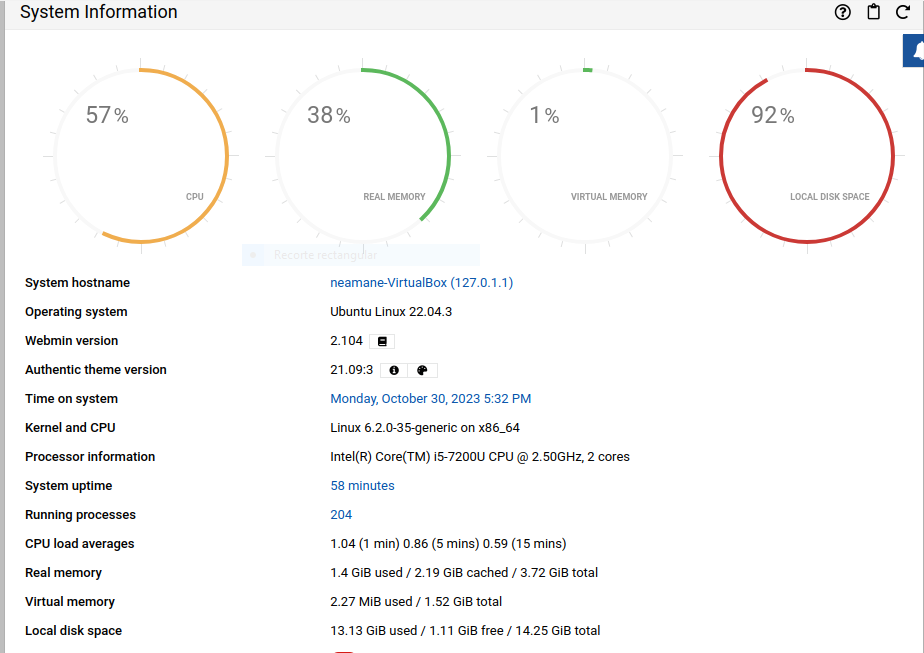 System Information
57%
CPU
38%
REAL MEMORY
1%
VIRTUAL MEMORY
92%
LOCAL DISK SPACE
Recorte rectangular
System hostname neamane-VirtualBox (127.0.1.1)
Operating system Ubuntu Linux 22.04.3
Webmin version 2.104
Authentic theme version 21.09:3
Time on system Monday, October 30, 2023 5:32 PM
Kernel and CPU Linux 6.2.0-35-generic on x86_64
Processor information Intel(R) Core(TM) i5-7200U CPU @ 2.50GHz, 2 cores
System uptime 58 minutes
Running processes 204
CPU load averages 1.04 (1 min) 0.86 (5 mins) 0.59 (15 mins)
Real memory 1.4 GiB used / 2.19 GiB cached / 3.72 GiB total
Virtual memory 2.27 MiB used / 1.52 GiB total
Local disk space 13.13 GiB used / 1.11 GiB free / 14.25 GiB total